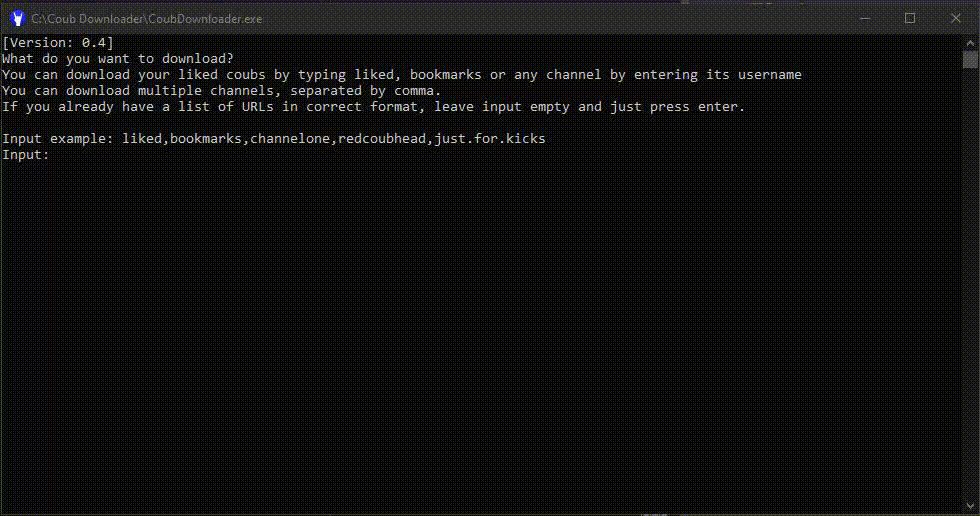 C:\Coub Downloader\CoubDownloader.exe
[Version: 0.4]
What do you want to download?
You can download your liked coubs by typing liked, bookmarks or any channel by entering its username
You can download multiple channels, separated by comma.
If you already have a list of URLs in correct format, leave input empty and just press enter.
Input example: liked,bookmarks,channelone,redcoubhead,just.for.kicks
Input: